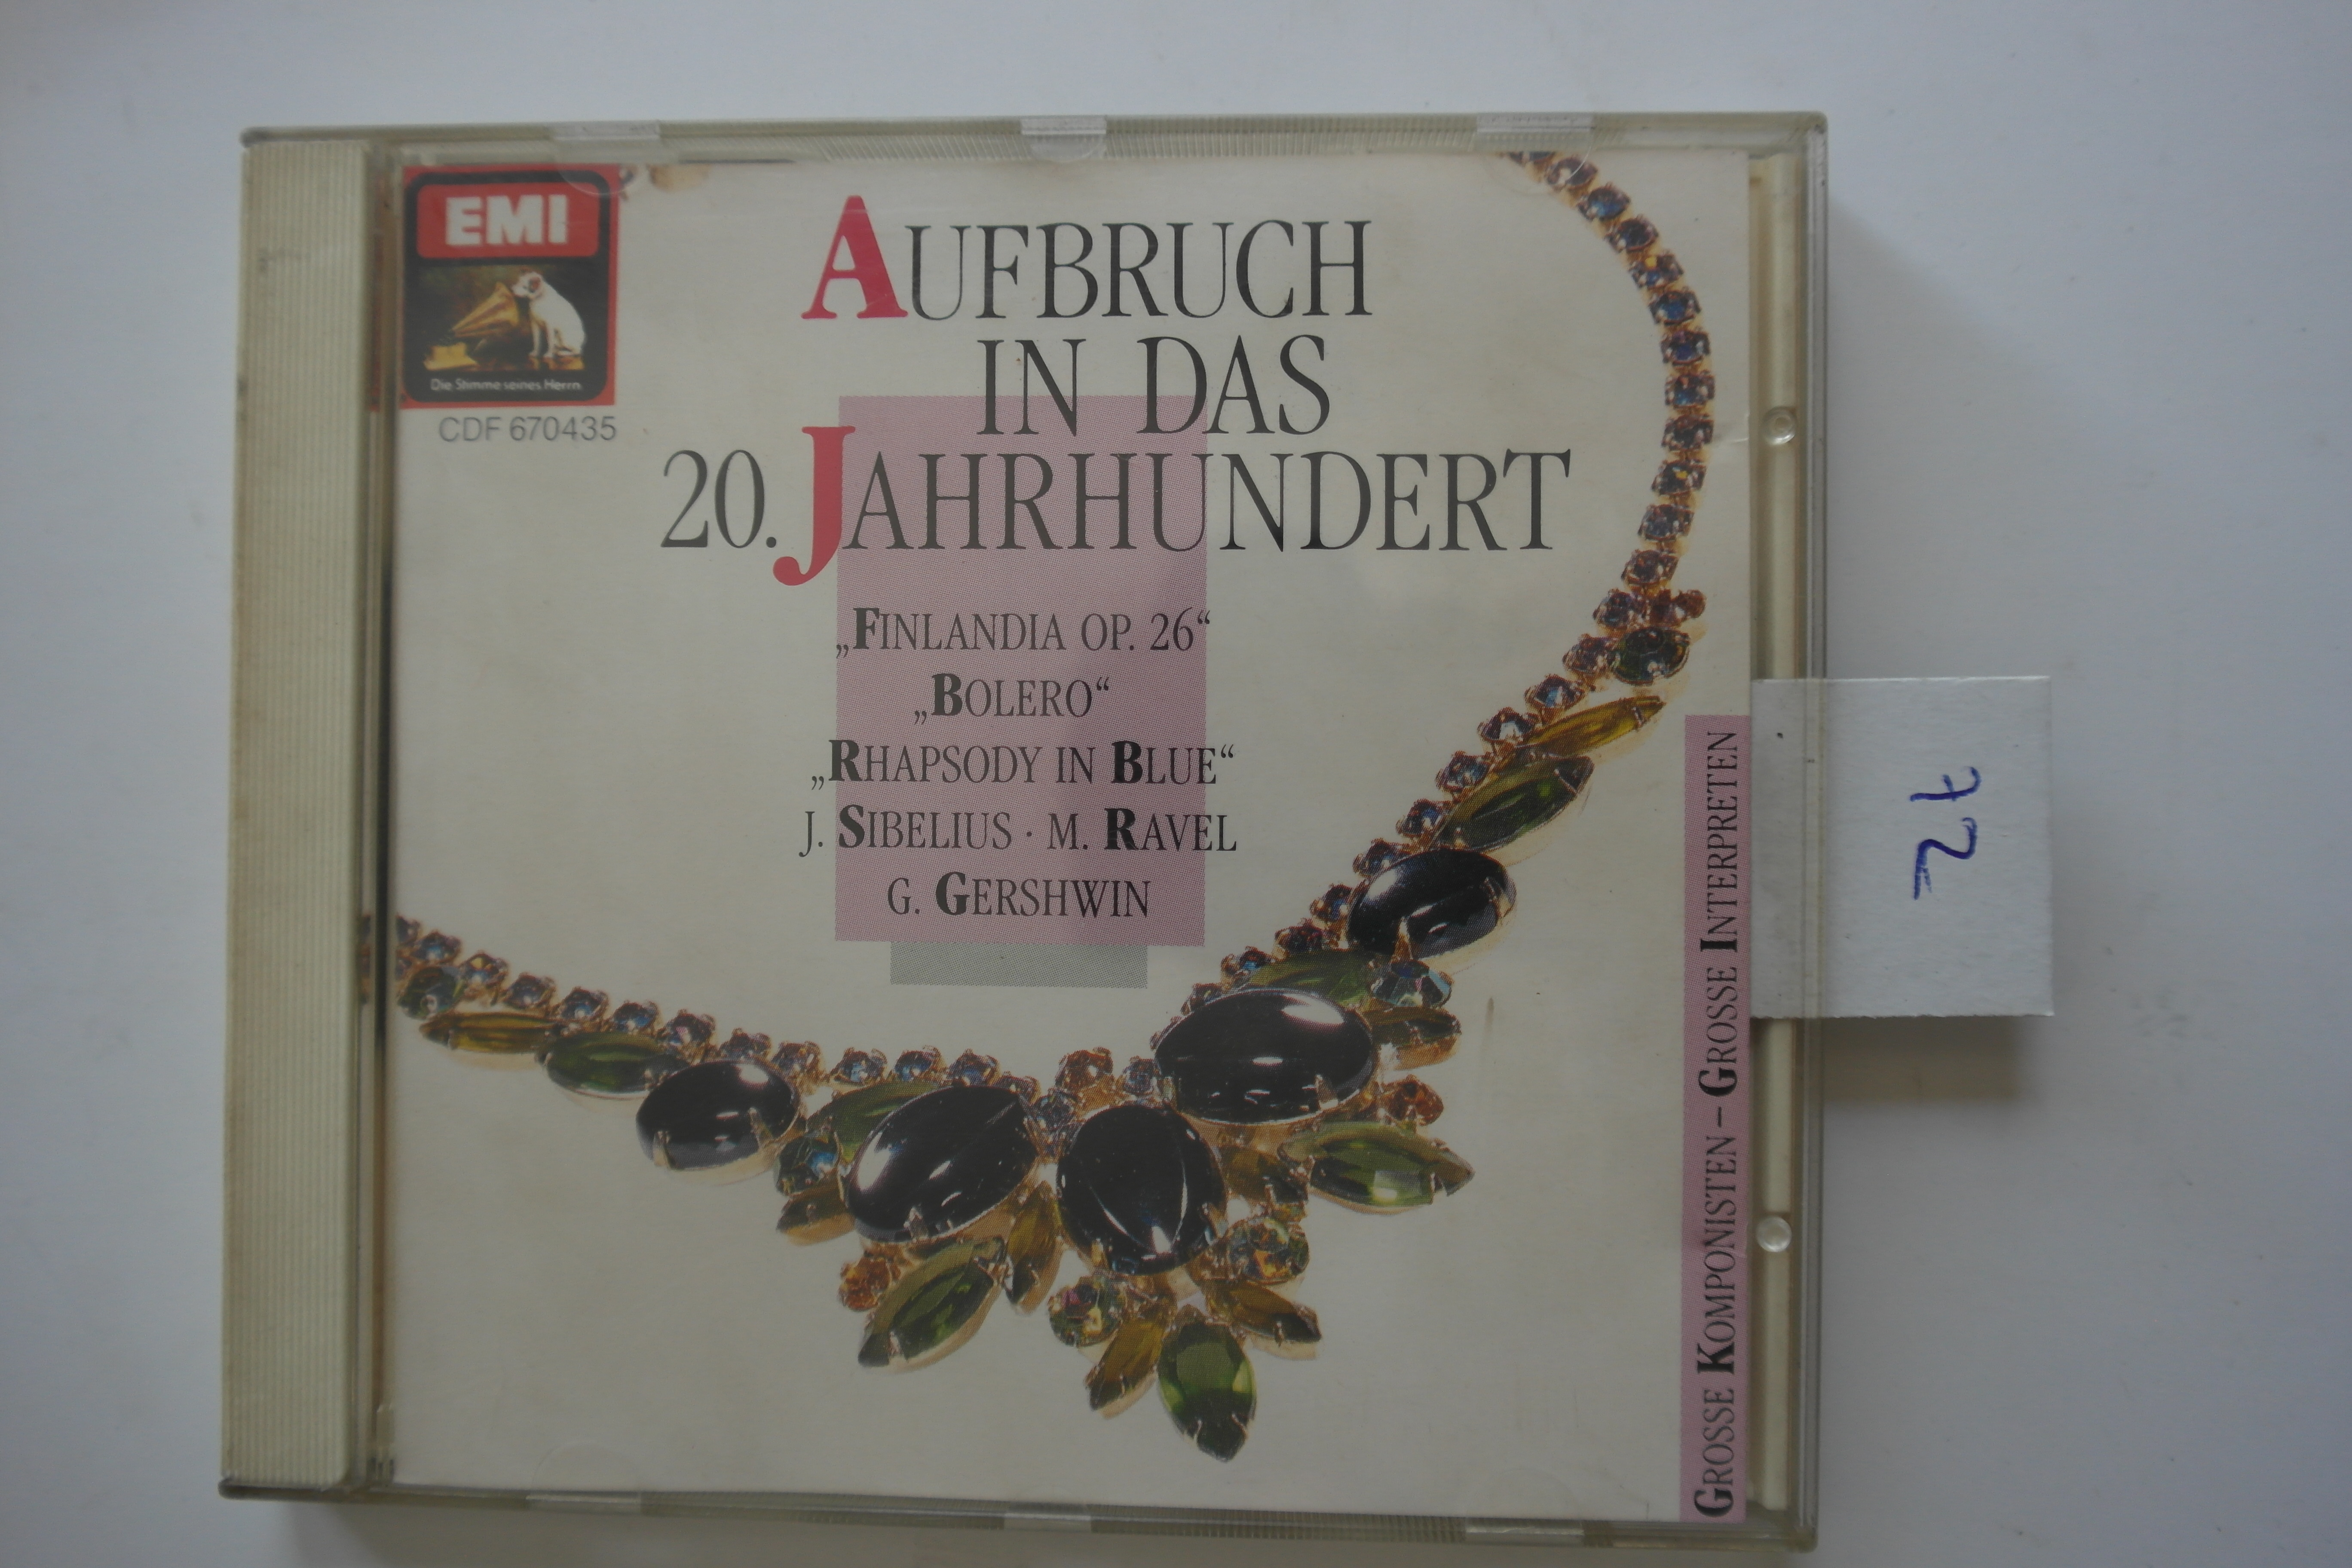 EMI
Die Stimme seines Herrn
CDF 670435
AUFBRUCH
IN DAS
20. JAHRHUNDERT
„FINLANDIA OP. 26“
„BOLERO“
„RHAPSODY IN BLUE“
J. SIBELIUS · M. RAVEL
G. GERSHWIN
GROSSE KOMPONISTEN – GROSSE INTERPRETEN